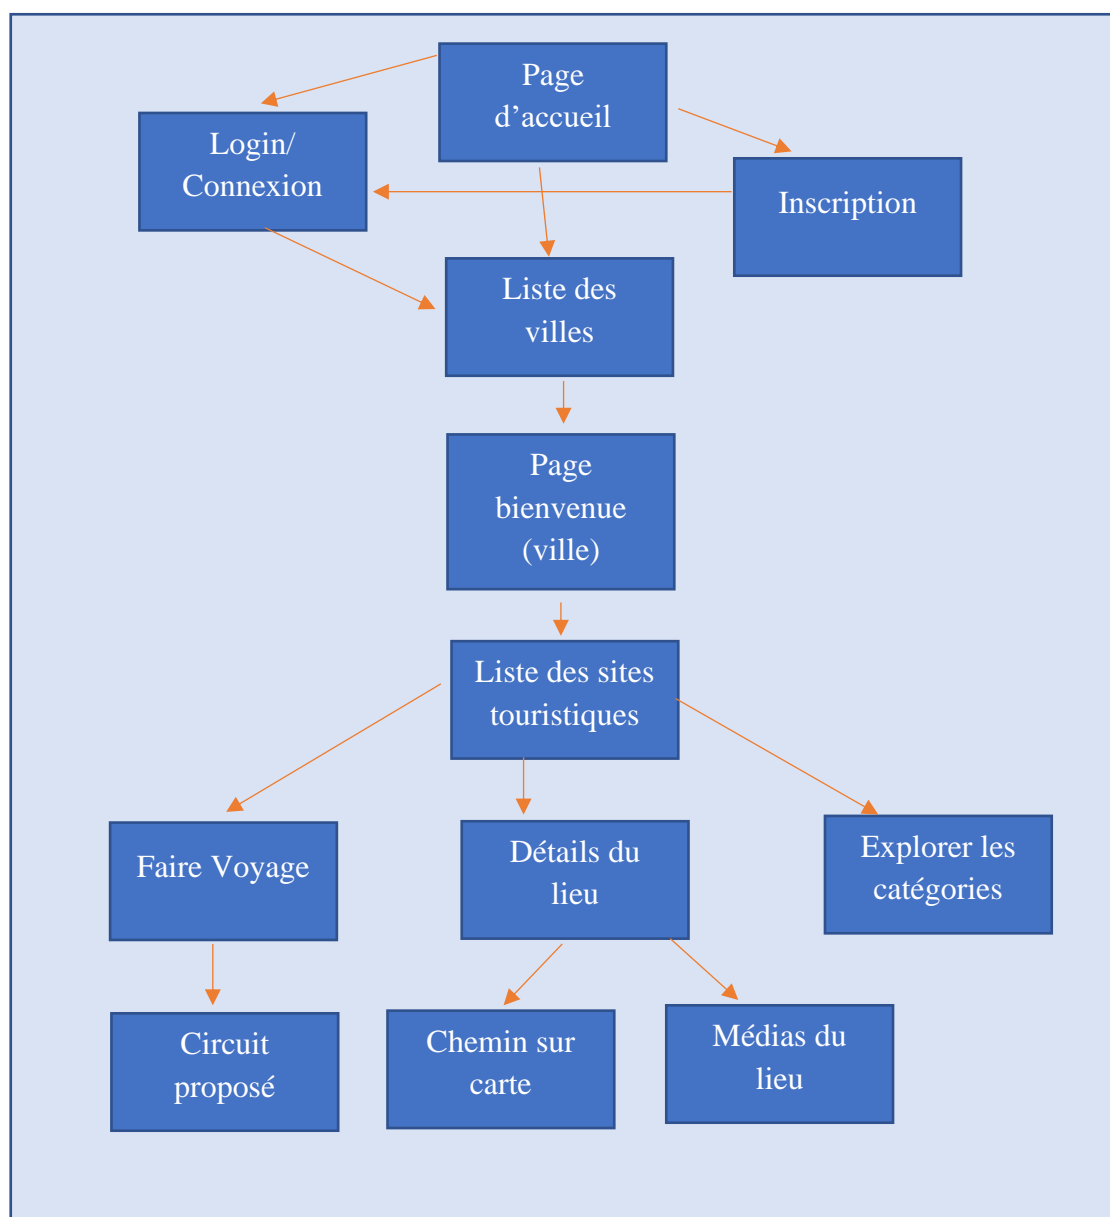 Page
d’accueil
Login/
Connexion
Inscription
Liste des
villes
Page
bienvenue
(ville)
Liste des sites
touristiques
Faire Voyage
Détails du
lieu
Explorer les
catégories
Circuit
proposé
Chemin sur
carte
Médias du
lieu